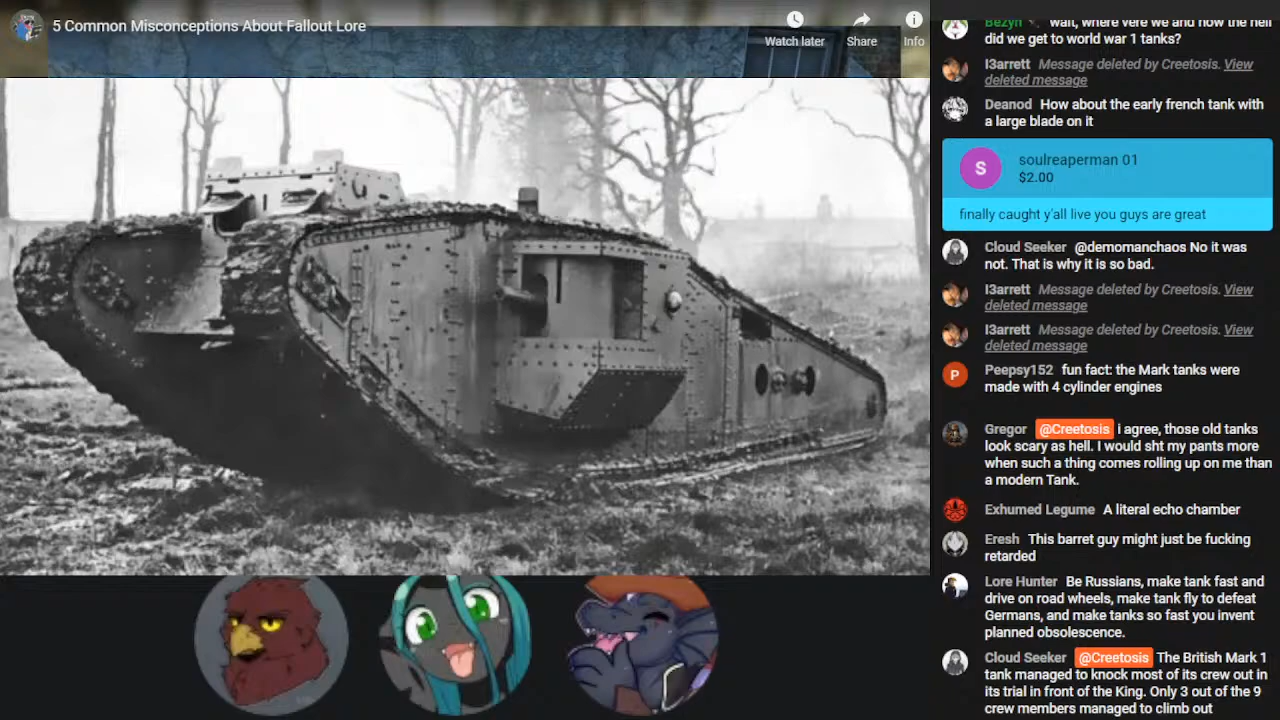 5 Common Misconceptions About Fallout Lore
Watch later
Share
Info
Bezyn wait, where vere we and how the hell
did we get to world war 1 tanks?
I3arrett Message deleted by Creetosis. View
deleted message
Deanod How about the early french tank with
a large blade on it
S
soulreaperman 01
$2.00
finally caught y'all live you guys are great
Cloud Seeker @demomanchaos No it was
not. That is why it is so bad.
I3arrett Message deleted by Creetosis. View
deleted message
I3arrett Message deleted by Creetosis. View
deleted message
P
Peepsy152 fun fact: the Mark tanks were
made with 4 cylinder engines
Gregor @Creetosis i agree, those old tanks
look scary as hell. I would sht my pants more
when such a thing comes rolling up on me than
a modern Tank.
Exhumed Legume A literal echo chamber
Eresh This barret guy might just be fucking
retarded
Lore Hunter Be Russians, make tank fast and
drive on road wheels, make tank fly to defeat
Germans, and make tanks so fast you invent
planned obsolescence.
Cloud Seeker @Creetosis The British Mark 1
tank managed to knock most of its crew out in
its trial in front of the King. Only 3 out of the 9
crew members managed to climb out